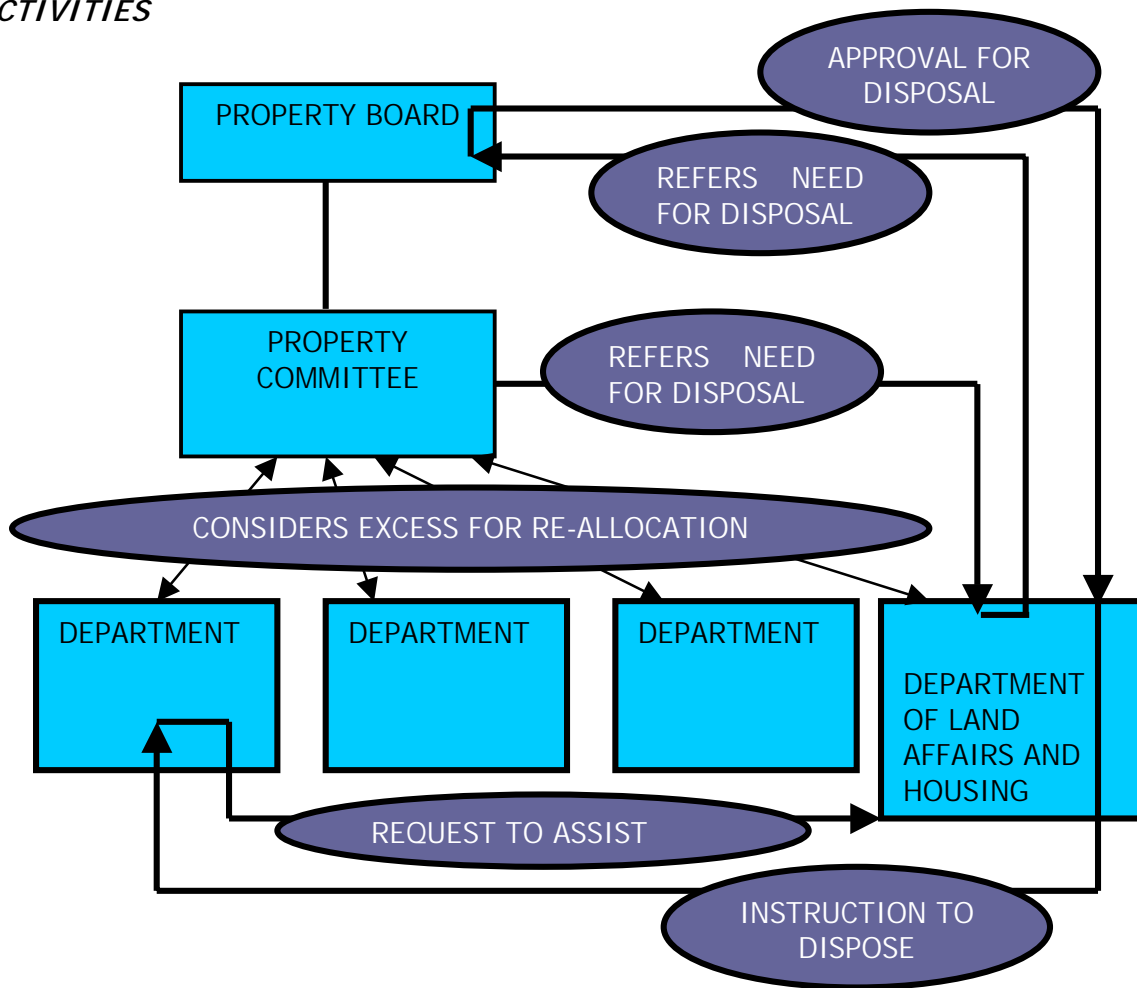 CTIVITIES
APPROVAL FOR
DISPOSAL
PROPERTY BOARD
REFERS NEED
FOR DISPOSAL
PROPERTY
COMMITTEE
REFERS NEED
FOR DISPOSAL
CONSIDERS EXCESS FOR RE-ALLOCATION
DEPARTMENT
DEPARTMENT
DEPARTMENT
DEPARTMENT
OF LAND
AFFAIRS AND
HOUSING
REQUEST TO ASSIST
INSTRUCTION TO
DISPOSE